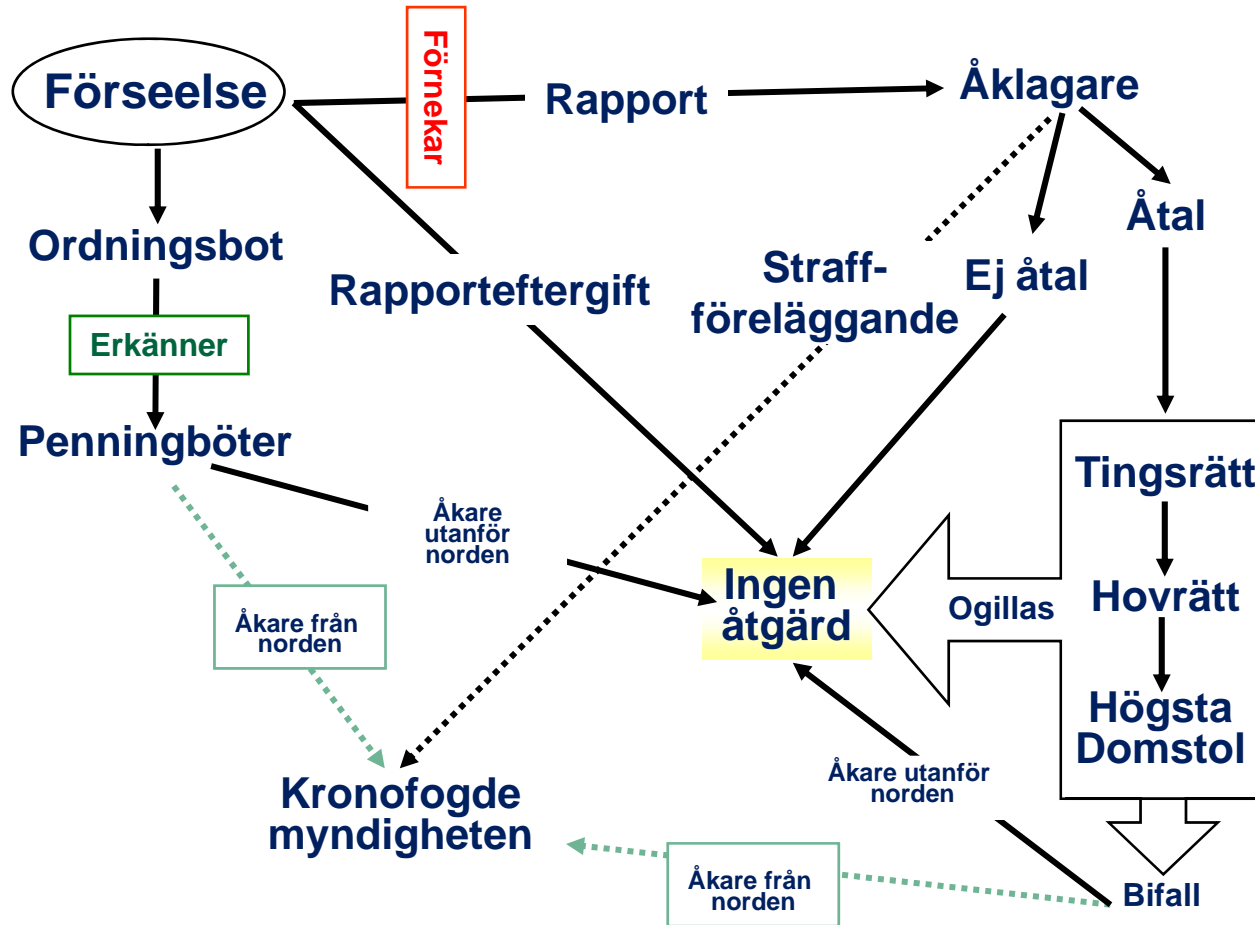 Förseelse
Förnekar
Rapport
Åklagare
Ordningsbot
Rapporteftergift
Straff-
föreläggande
Ej åtal
Åtal
Erkänner
Penningböter
Åkare
utanför
norden
Åkare från
norden
Ingen
åtgärd
Ogillas
Tingsrätt
Hovrätt
Högsta
Domstol
Kronofogde
myndigheten
Åkare utanför
norden
Åkare från
norden
Bifall